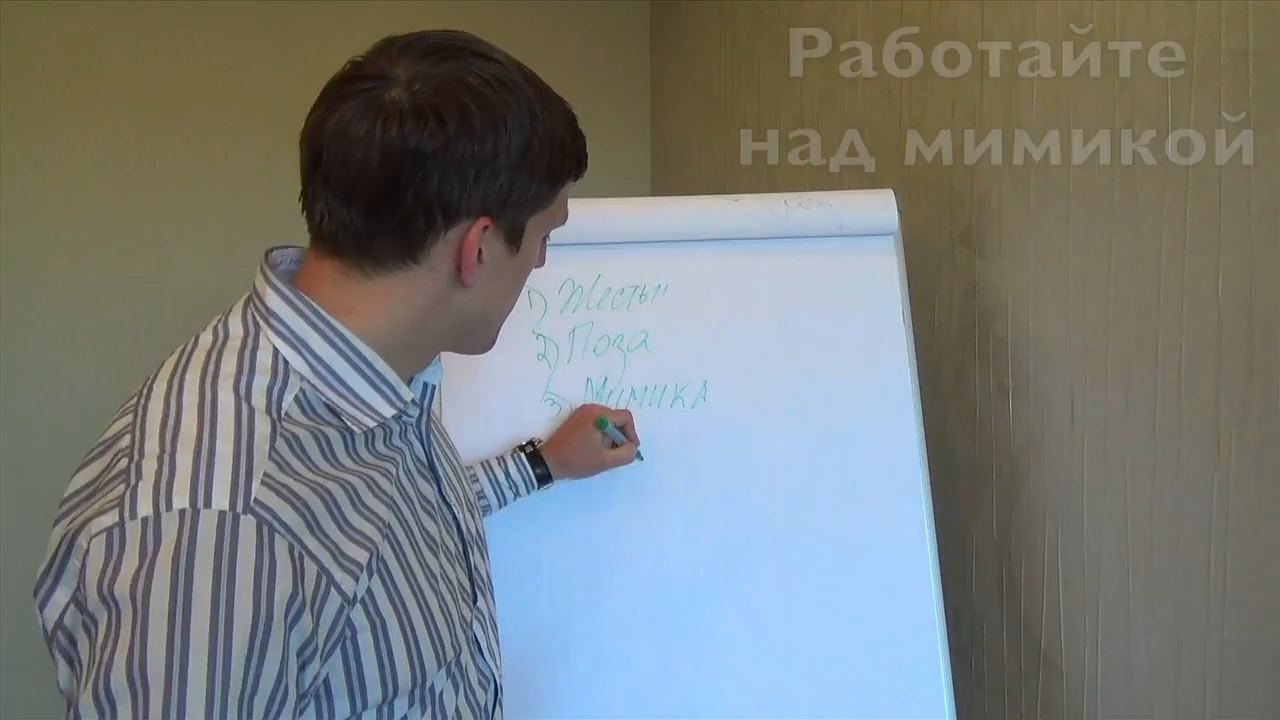 Работайте
над мимикой
1) Жесты
2) Поза
3) Мимика